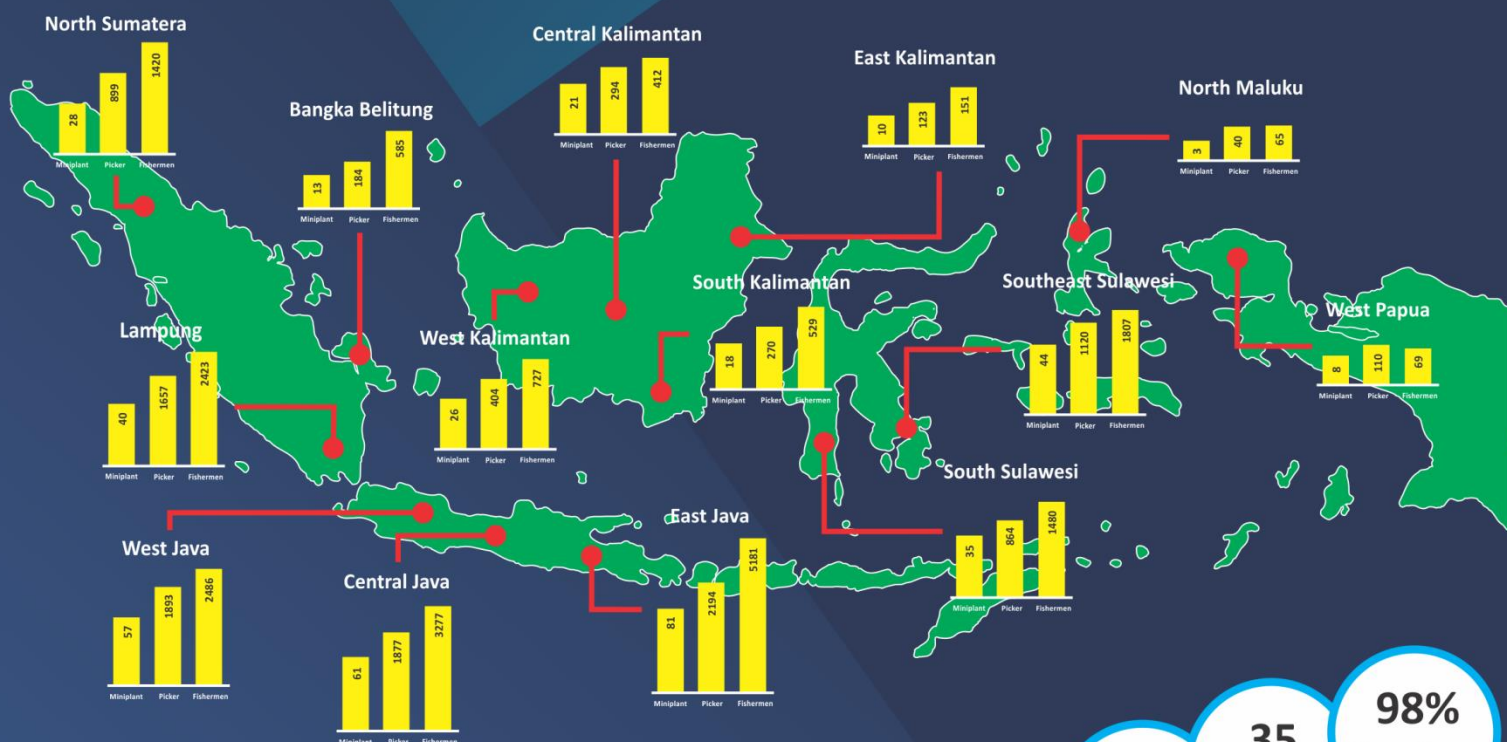 North Sumatera
28
899
1420
Miniplant Picker Fishermen
Bangka Belitung
13
184
585
Miniplant Picker Fishermen
Central Kalimantan
21
294
412
Miniplant Picker Fishermen
East Kalimantan
10
123
151
Miniplant Picker Fishermen
North Maluku
3
40
65
Miniplant Picker Fishermen
Lampung
40
1657
2423
Miniplant Picker Fishermen
West Kalimantan
26
404
727
Miniplant Picker Fishermen
South Kalimantan
18
270
529
Miniplant Picker Fishermen
Southeast Sulawesi
44
1120
1807
Miniplant Picker Fishermen
West Papua
8
110
69
Miniplant Picker Fishermen
West Java
57
1893
2486
Miniplant Picker Fishermen
Central Java
61
1877
3277
Miniplant Picker Fishermen
East Java
81
2194
5181
Miniplant Picker Fishermen
South Sulawesi
35
864
1480
Miniplant Picker Fishermen
35
98%